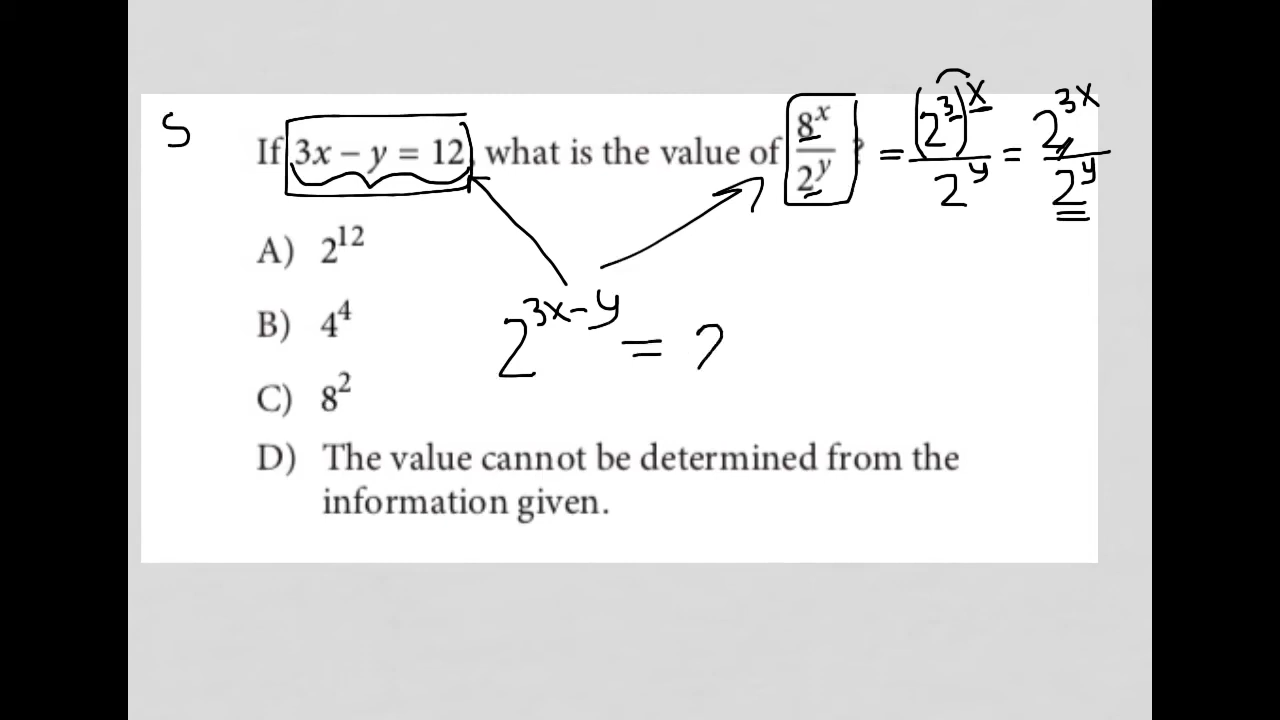 S
If 3x − y = 12, what is the value of 8^x / 2^y ? = (2^3)^x / 2^y = 2^{3x} / 2^y
A) 2^12
B) 4^4
2^{3x-y} = ?
C) 8^2
D) The value cannot be determined from the
information given.